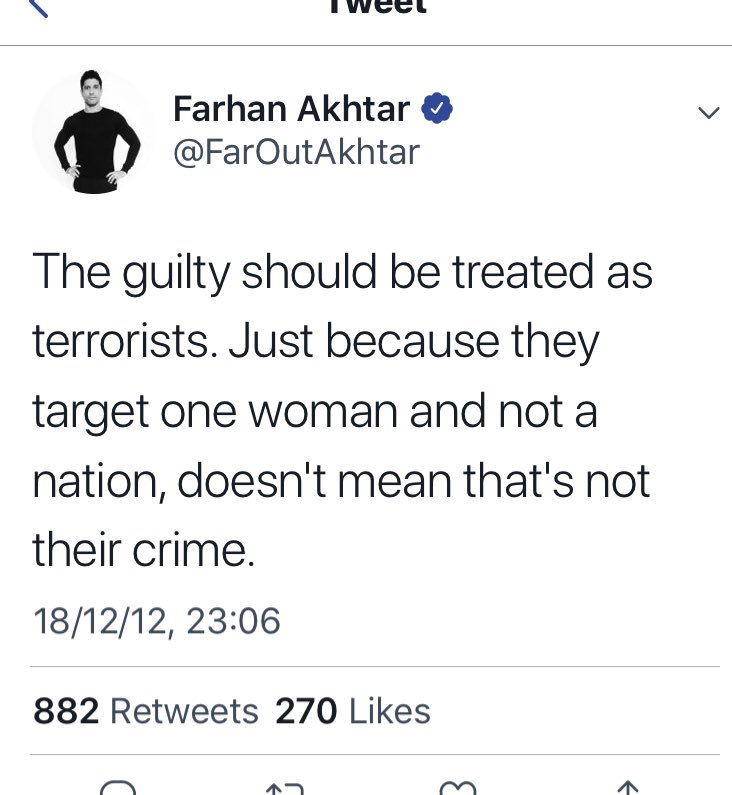 Tweet
Farhan Akhtar
@FarOutAkhtar
The guilty should be treated as
terrorists. Just because they
target one woman and not a
nation, doesn't mean that's not
their crime.
18/12/12, 23:06
882 Retweets 270 Likes